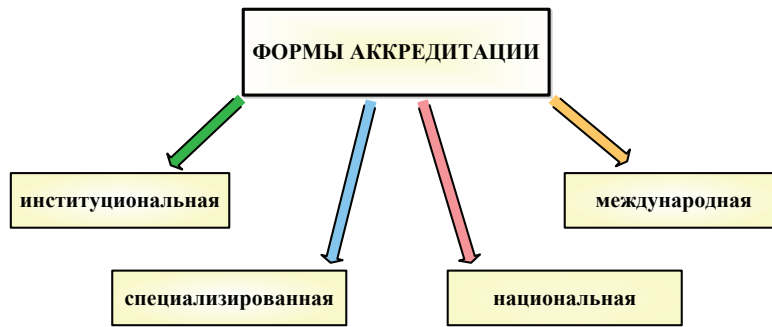 ФОРМЫ АККРЕДИТАЦИИ
институциональная
международная
специализированная
национальная